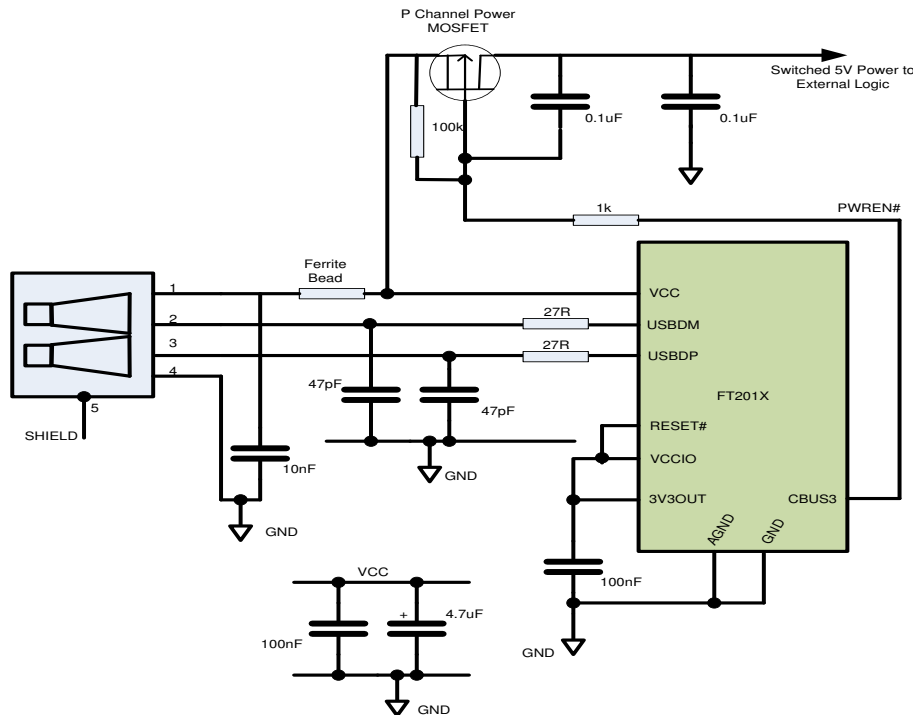 P Channel Power
MOSFET
Switched 5V Power to
External Logic
0.1uF
0.1uF
100k
1k
PWREN#
Ferrite
Bead
1
VCC
27R
2
USBDM
27R
3
USBDP
4
47pF
47pF
FT201X
5
SHIELD
RESET#
10nF
VCCIO
GND
3V3OUT
CBUS3
GND
AGND
GND
100nF
VCC
4.7uF
+
100nF
GND
GND